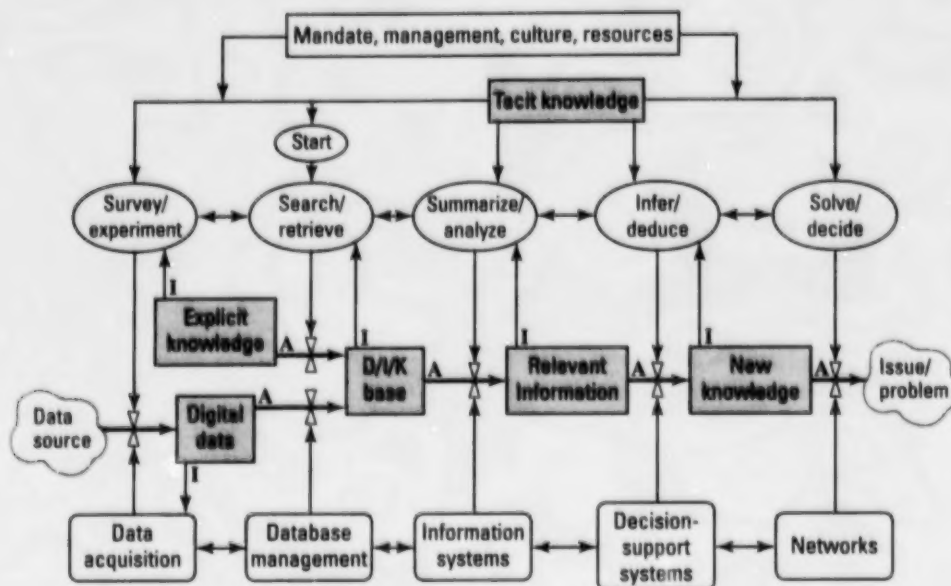 Mandate, management, culture, resources
Tacit knowledge
Start
Survey/
experiment
Search/
retrieve
Summarize/
analyze
Infer/
deduce
Solve/
decide
I
I
I
I
Explicit
knowledge
A
D/I/K
base
A
Relevant
Information
A
New
knowledge
A
Issue/
problem
Data
source
Digital
data
A
I
Data
acquisition
Database
management
Information
systems
Decision-
support
systems
Networks